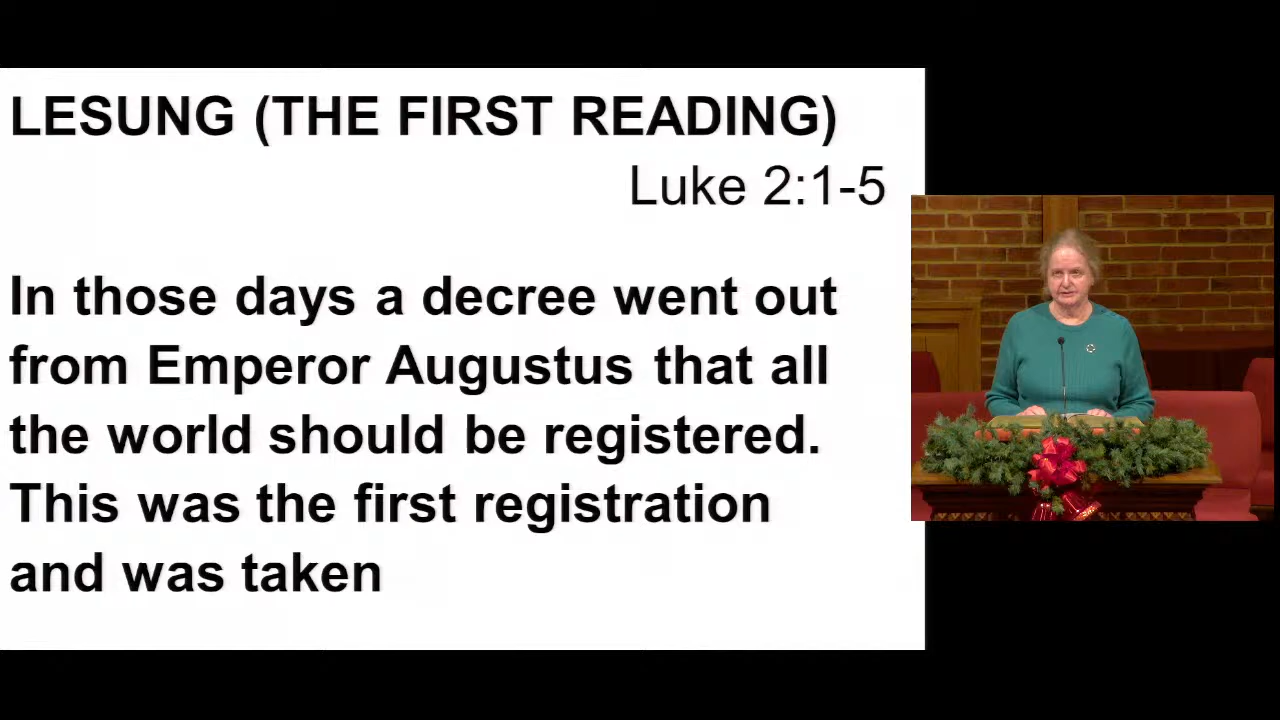 LESUNG (THE FIRST READING)
Luke 2:1-5
In those days a decree went out
from Emperor Augustus that all
the world should be registered.
This was the first registration
and was taken